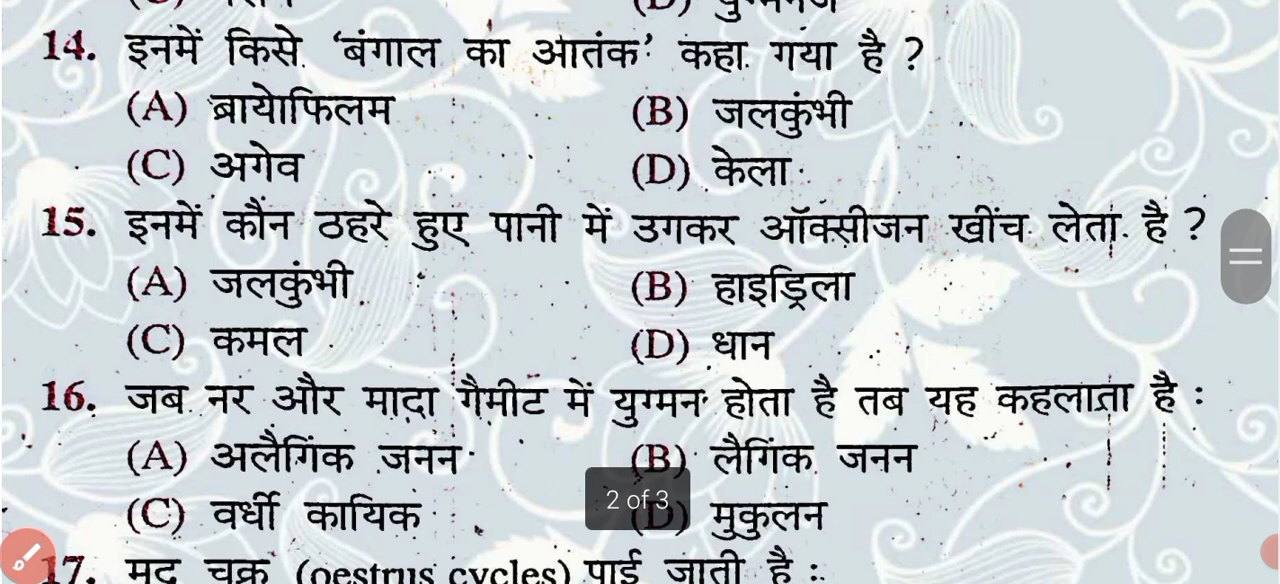 14. इनमें किसे 'बंगाल का आतंक' कहा गया है ?
(A) ब्रायोफिलम (B) जलकुंभी
(C) अगेव (D) केला
15. इनमें कौन ठहरे हुए पानी में उगकर ऑक्सीजन खींच लेता है ?
(A) जलकुंभी (B) हाइड्रिला
(C) कमल (D) धान
16. जब नर और मादा गैमीट में युग्मन होता है तब यह कहलाता है :
(A) अलैगिंक जनन (B) लैगिंक जनन
(C) वर्धी कायिक (D) मुकुलन
2 of 3
17. मद चक्र (oestrus cycles) पाई जाती है :